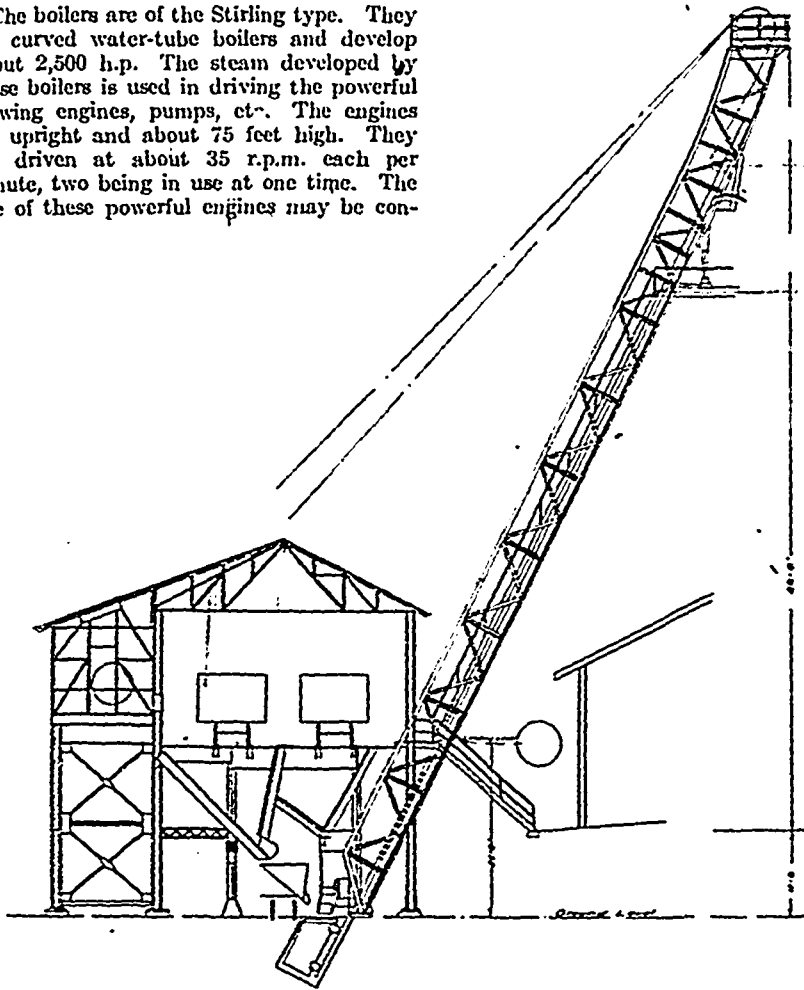 The boilers are of the Stirling type. They
curved water-tube boilers and develop
out 2,500 h.p. The steam developed by
se boilers is used in driving the powerful
wing engines, pumps, etc. The engines
upright and about 75 feet high. They
driven at about 35 r.p.m. each per
nute, two being in use at one time. The
e of these powerful engines may be con-
Ground Level